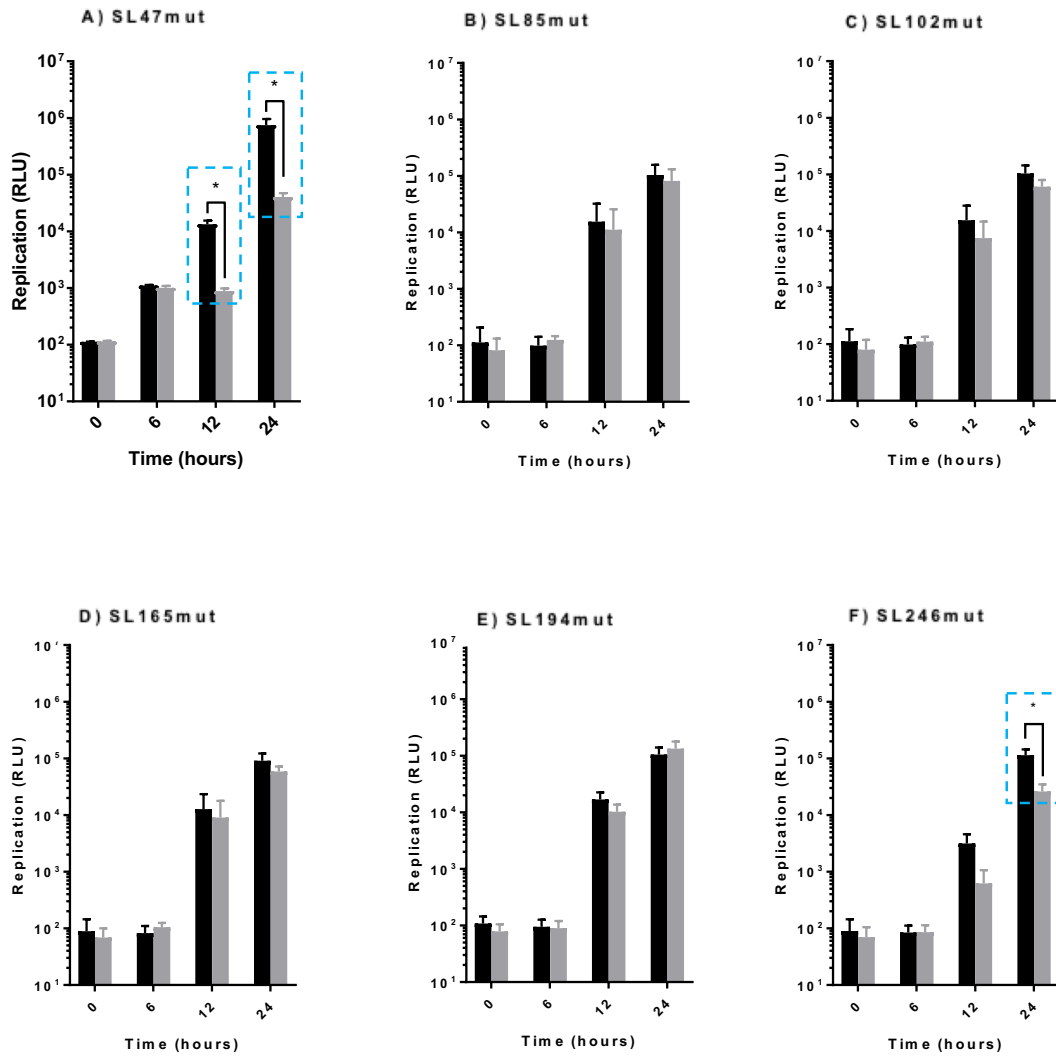 A) SL47mut
10⁷
10⁶
10⁵
10⁴
10³
10²
10¹
Replication (RLU)
*
*
0 6 12 24
Time (hours)
B) SL85mut
10⁷
10⁶
10⁵
10⁴
10³
10²
10¹
Replication (RLU)
0 6 12 24
Time (hours)
C) SL102mut
10⁷
10⁶
10⁵
10⁴
10³
10²
10¹
Replication (RLU)
0 6 12 24
Time (hours)
D) SL165mut
10⁷
10⁶
10⁵
10⁴
10³
10²
10¹
Replication (RLU)
0 6 12 24
Time (hours)
E) SL194mut
10⁷
10⁶
10⁵
10⁴
10³
10²
10¹
Replication (RLU)
0 6 12 24
Time (hours)
F) SL246mut
10⁷
10⁶
10⁵
10⁴
10³
10²
10¹
Replication (RLU)
*
0 6 12 24
Time (hours)